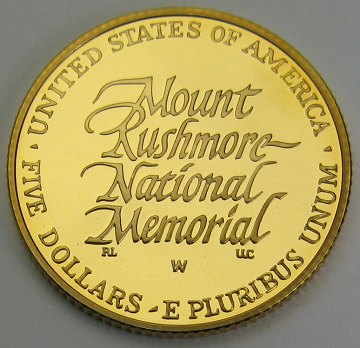 UNITED STATES OF AMERICA
Mount
Rushmore
National
Memorial
RL LLC
W
· FIVE DOLLARS · E PLURIBUS UNUM ·